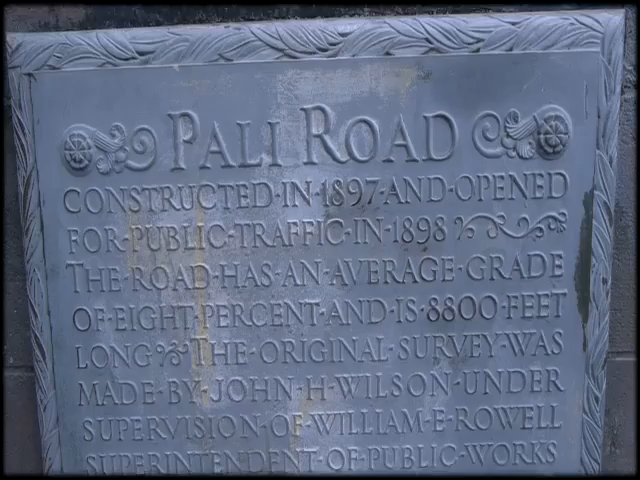 PALI ROAD
CONSTRUCTED·IN·1897·AND·OPENED
FOR·PUBLIC·TRAFFIC·IN·1898
THE·ROAD·HAS·AN·AVERAGE·GRADE
OF·EIGHT·PERCENT·AND·IS·8800·FEET
LONG THE·ORIGINAL·SURVEY·WAS
MADE·BY·JOHN·H·WILSON·UNDER
SUPERVISION·OF·WILLIAM·E·ROWELL
SUPERINTENDENT·OF·PUBLIC·WORKS